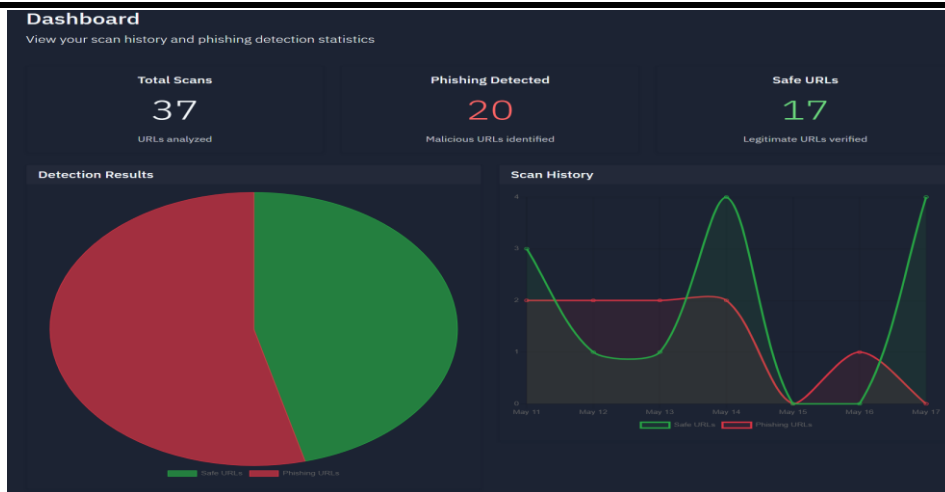 Dashboard
View your scan history and phishing detection statistics
Total Scans
37
URLs analyzed
Phishing Detected
20
Malicious URLs identified
Safe URLs
17
Legitimate URLs verified
Detection Results
Safe URLs Phishing URLs
Scan History
4
3
2
1
0
May 11 May 12 May 13 May 14 May 15 May 16 May 17
Safe URLs Phishing URLs